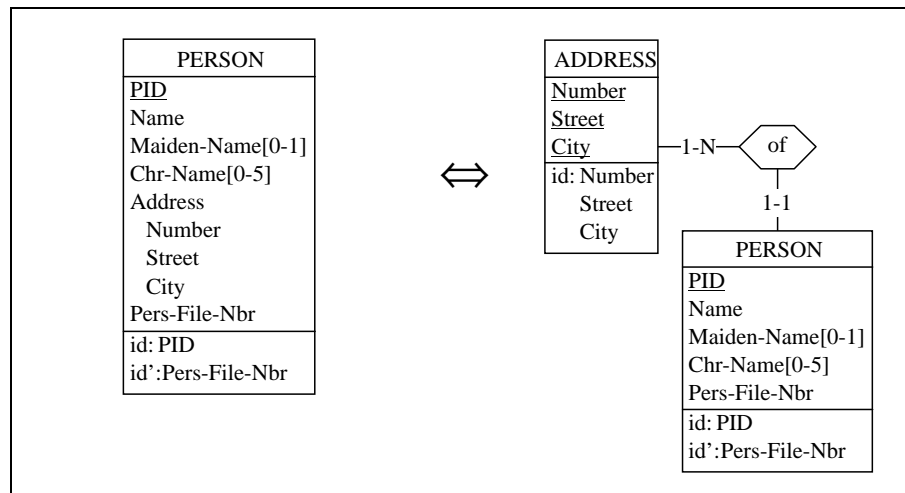 PERSON
PID
Name
Maiden-Name[0-1]
Chr-Name[0-5]
Address
Number
Street
City
Pers-File-Nbr
id: PID
id':Pers-File-Nbr
⇔
ADDRESS
Number
Street
City
id: Number
Street
City
1-N
of
1-1
PERSON
PID
Name
Maiden-Name[0-1]
Chr-Name[0-5]
Pers-File-Nbr
id: PID
id':Pers-File-Nbr